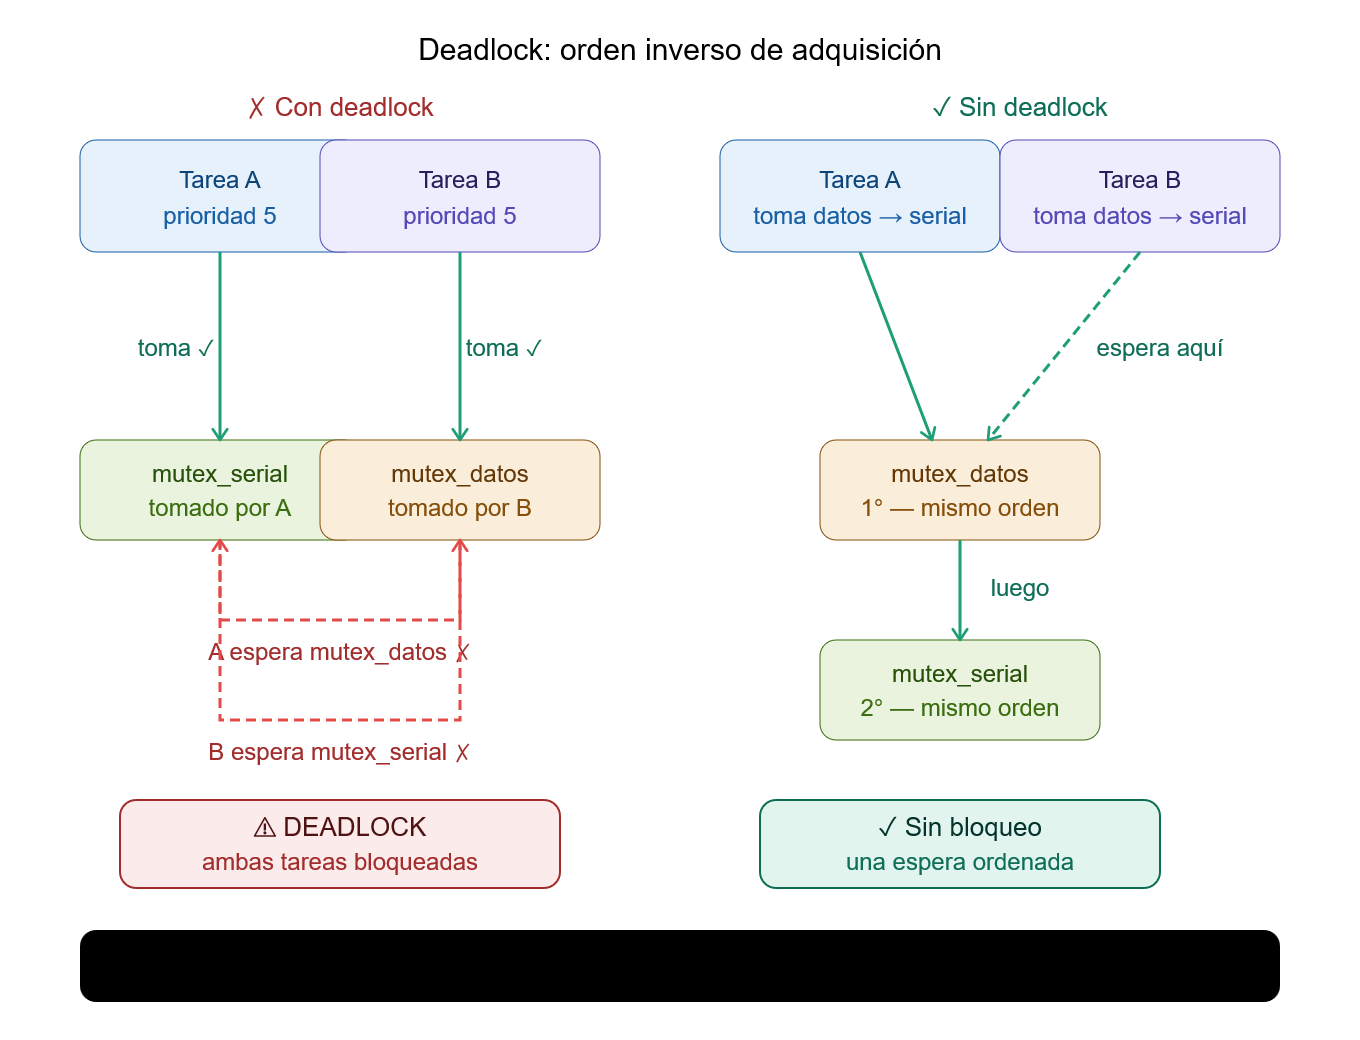 Deadlock: orden inverso de adquisición
✗ Con deadlock
Tarea A
prioridad 5
Tarea B
prioridad 5
toma ✓
toma ✓
mutex_serial
tomado por A
mutex_datos
tomado por B
A espera mutex_datos ✗
B espera mutex_serial ✗
⚠ DEADLOCK
ambas tareas bloqueadas
✓ Sin deadlock
Tarea A
toma datos → serial
Tarea B
toma datos → serial
espera aquí
mutex_datos
1° — mismo orden
luego
mutex_serial
2° — mismo orden
✓ Sin bloqueo
una espera ordenada